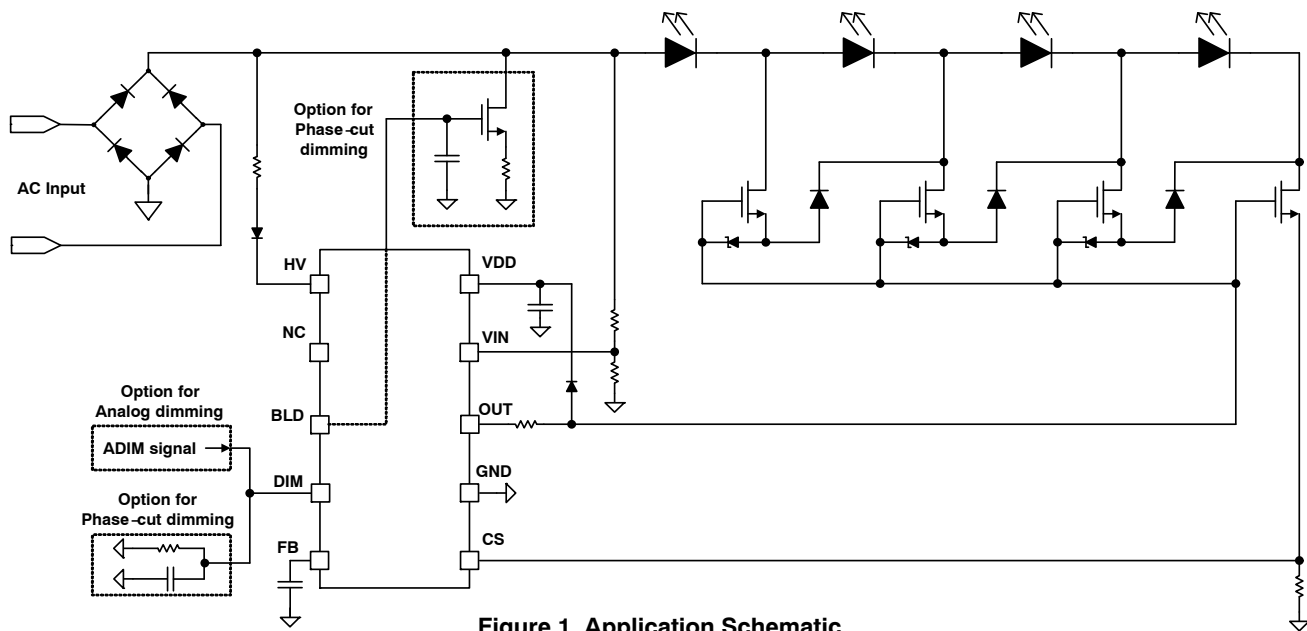 Option for
Phase-cut
dimming
AC Input
HV
VDD
NC
VIN
Option for
Analog dimming
ADIM signal
BLD
OUT
DIM
GND
Option for
Phase-cut dimming
FB
CS
Figure 1. Application Schematic